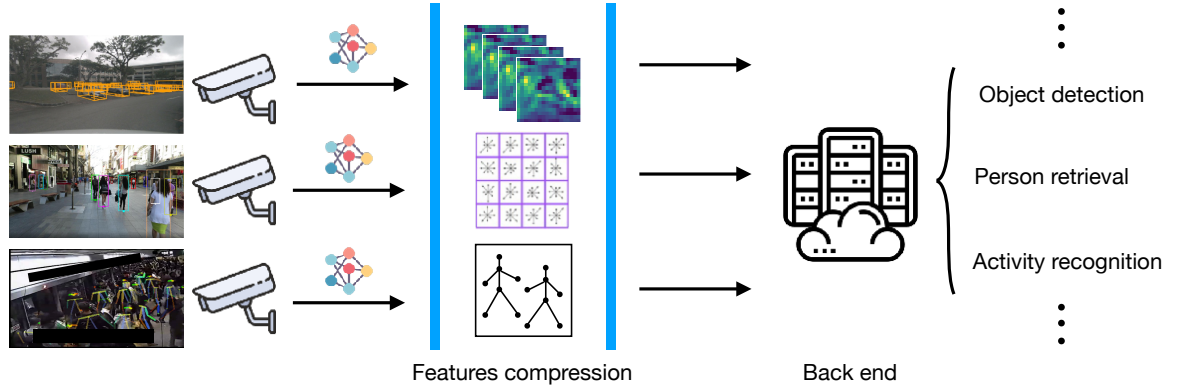 LUSH
Object detection
Person retrieval
Activity recognition
Features compression
Back end